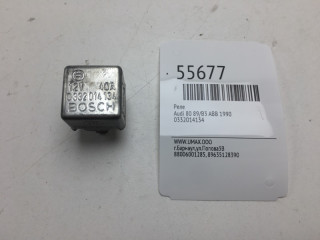 12V 40A
0 332 014 134
BOSCH
55677
Реле
Audi 80 89/B3 ABB 1990
0332014134
WWW.UMAX.OOO
г.Барнаул,ул.Попова33
88006001285, 89635128390